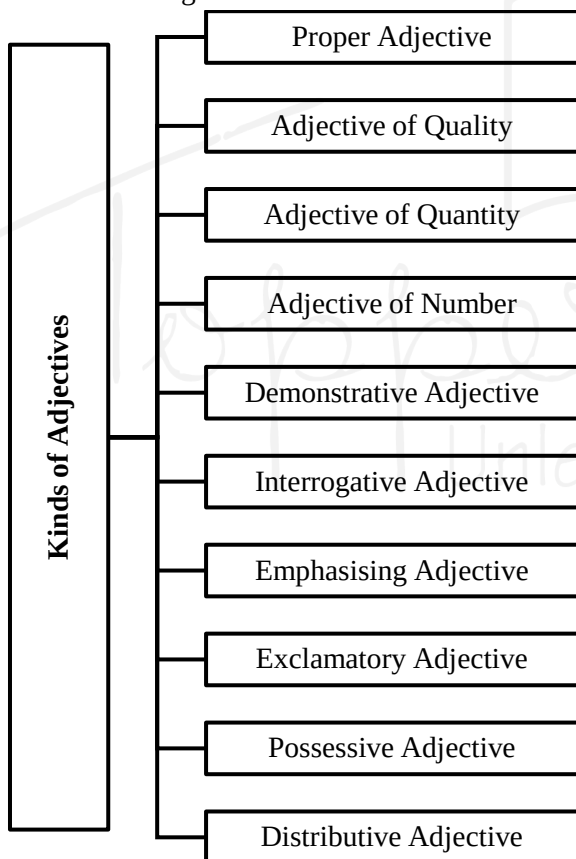 Kinds of Adjectives
Proper Adjective
Adjective of Quality
Adjective of Quantity
Adjective of Number
Demonstrative Adjective
Interrogative Adjective
Emphasising Adjective
Exclamatory Adjective
Possessive Adjective
Distributive Adjective